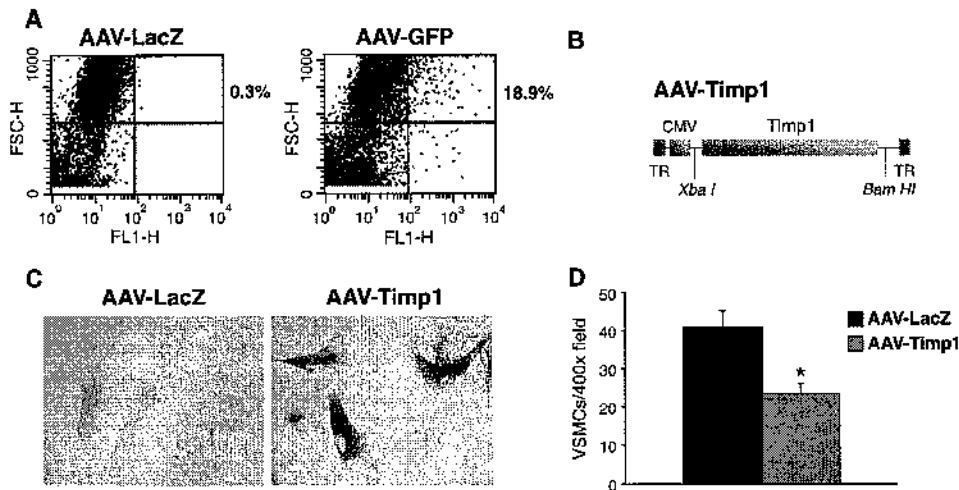 A
AAV-LacZ
AAV-GFP
FSC-H
1000
0
0.3%
10^0 10^1 10^2 10^3 10^4
FL1-H
FSC-H
1000
0
18.9%
10^0 10^1 10^2 10^3 10^4
FL1-H
B
AAV-Timp1
CMV
Timp1
TR
TR
Xba I
Bam HI
C
AAV-LacZ
AAV-Timp1
D
VSMCs/400x field
50
40
30
20
10
0
*
AAV-LacZ
AAV-Timp1